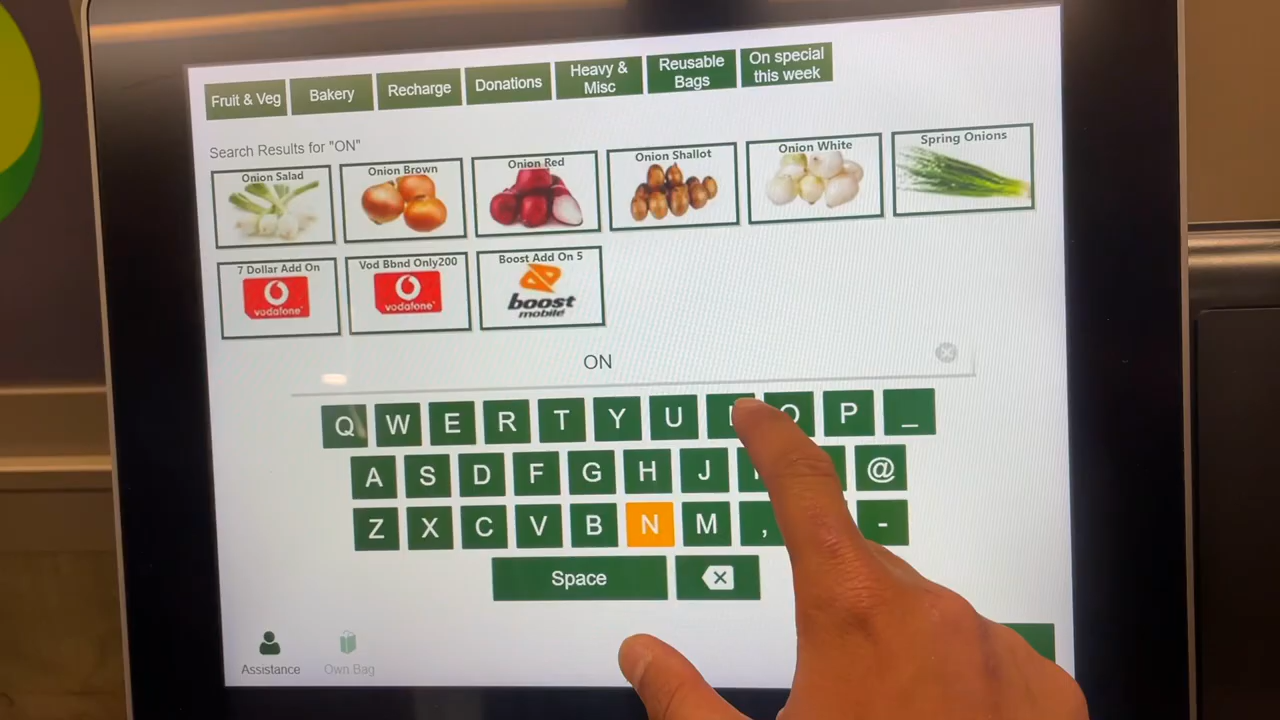 Fruit & Veg
Bakery
Recharge
Donations
Heavy &
Misc
Reusable
Bags
On special
this week
Search Results for "ON"
Onion Salad
Onion Brown
Onion Red
Onion Shallot
Onion White
Spring Onions
7 Dollar Add On
vodafone
Vod Bbnd Only200
vodafone
Boost Add On 5
boost
mobile
ON
Q W E R T Y U I O P _
A S D F G H J @
Z X C V B N M , -
Space
Assistance
Own Bag